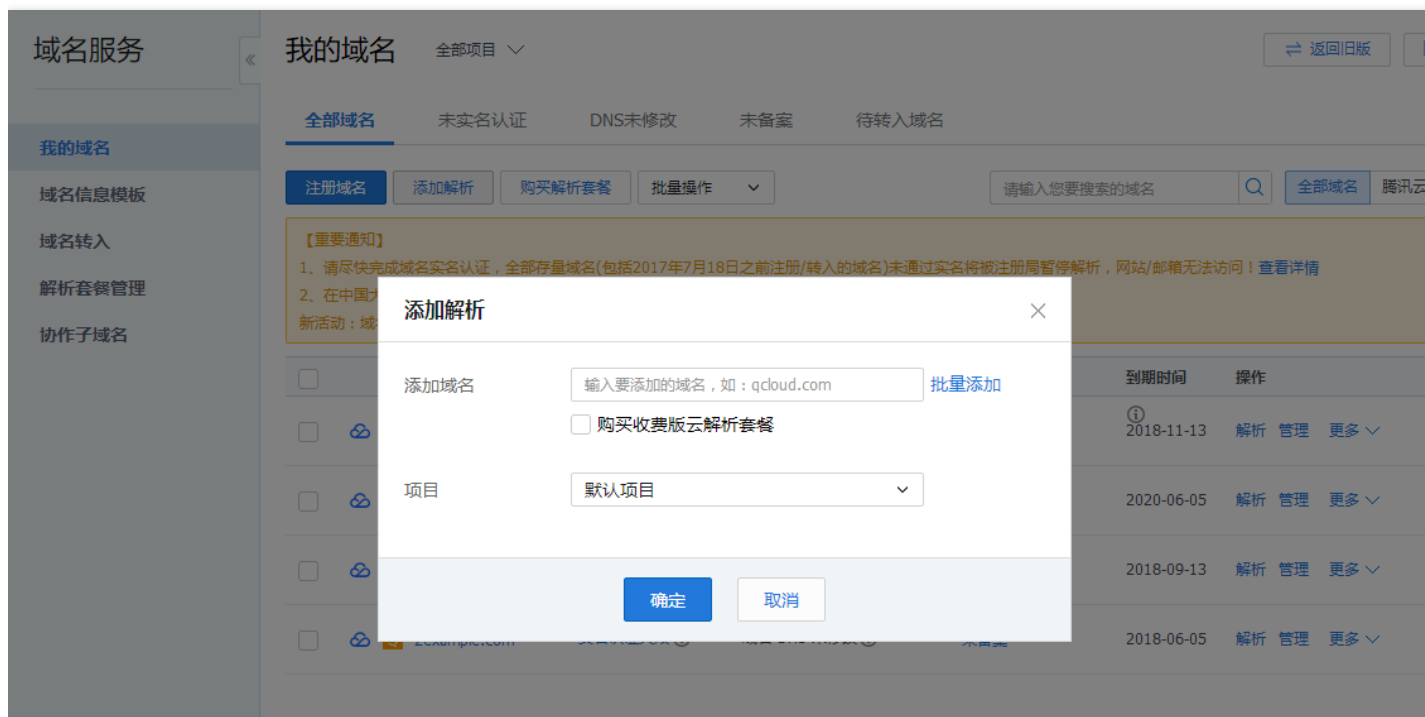 域名服务
我的域名 全部项目 返回旧版
全部域名 未实名认证 DNS未修改 未备案 待转入域名
我的域名
域名信息模板
域名转入
解析套餐管理
协作子域名
注册域名 添加解析 购买解析套餐 批量操作 请输入您要搜索的域名 全部域名 腾讯云
【重要通知】
1、请尽快完成域名实名认证，全部存量域名(包括2017年7月18日之前注册/转入的域名)未通过实名将被注册局暂停解析，网站/邮箱无法访问！查看详情
2、在中国大
新活动：域
添加解析
添加域名 输入要添加的域名，如：qcloud.com 批量添加
购买收费版云解析套餐
项目 默认项目
确定 取消
到期时间 操作
2018-11-13 解析 管理 更多
2020-06-05 解析 管理 更多
2018-09-13 解析 管理 更多
2example.com 未备案 2018-06-05 解析 管理 更多